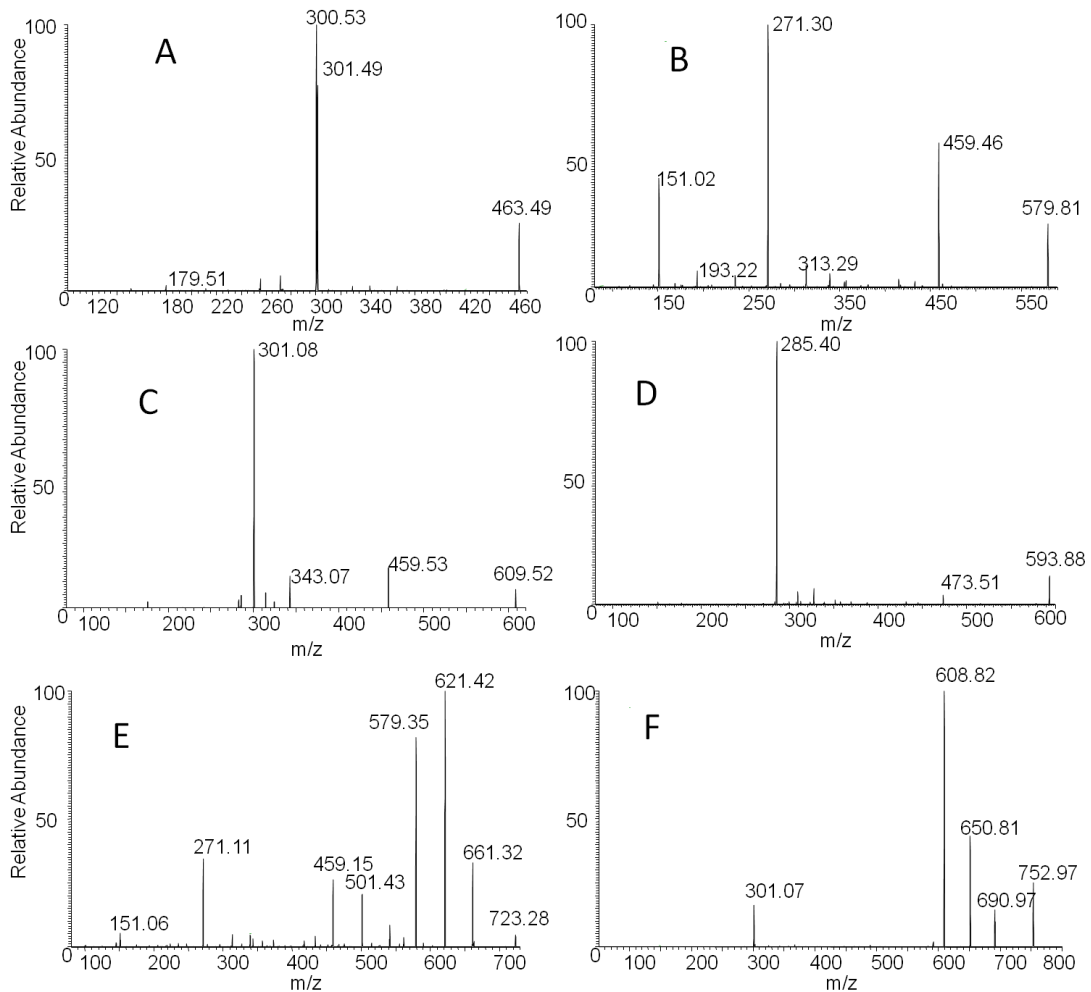 100
300.53
A
301.49
Relative Abundance
50
463.49
179.51
0 120 180 220 260 300 340 380 420 460
m/z
100
271.30
B
459.46
50
151.02
579.81
193.22
313.29
0
150 250 350 450 550
m/z
100
301.08
C
Relative Abundance
50
459.53
343.07
609.52
0
100 200 300 400 500 600
m/z
100
285.40
D
50
593.88
473.51
0
100 200 300 400 500 600
m/z
100
621.42
E
579.35
Relative Abundance
50
271.11
459.15
501.43
661.32
151.06
723.28
0
100 200 300 400 500 600 700
m/z
608.82
100
F
50
650.81
752.97
301.07
690.97
0 100 200 300 400 500 600 700 800
m/z